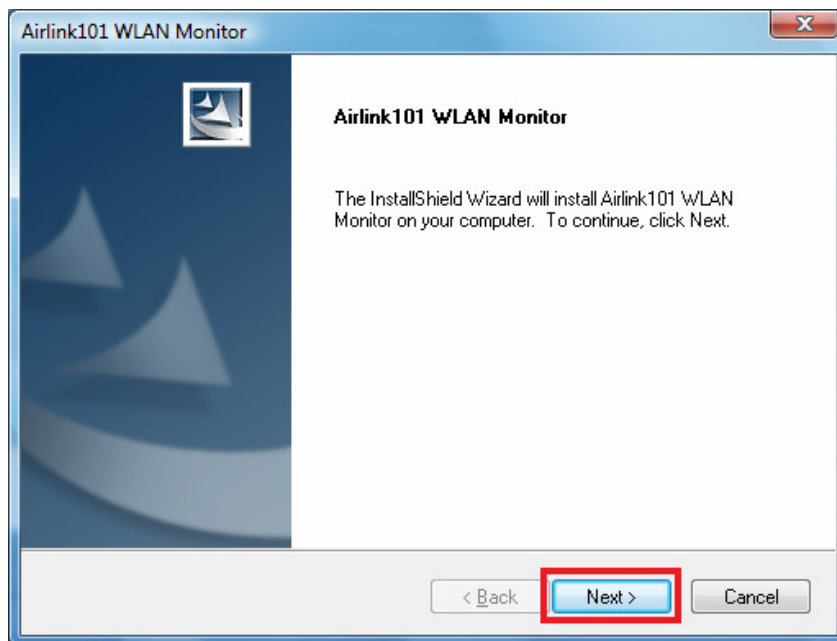 Airlink101 WLAN Monitor
Airlink101 WLAN Monitor
The InstallShield Wizard will install Airlink101 WLAN
Monitor on your computer. To continue, click Next.
< Back
Next >
Cancel